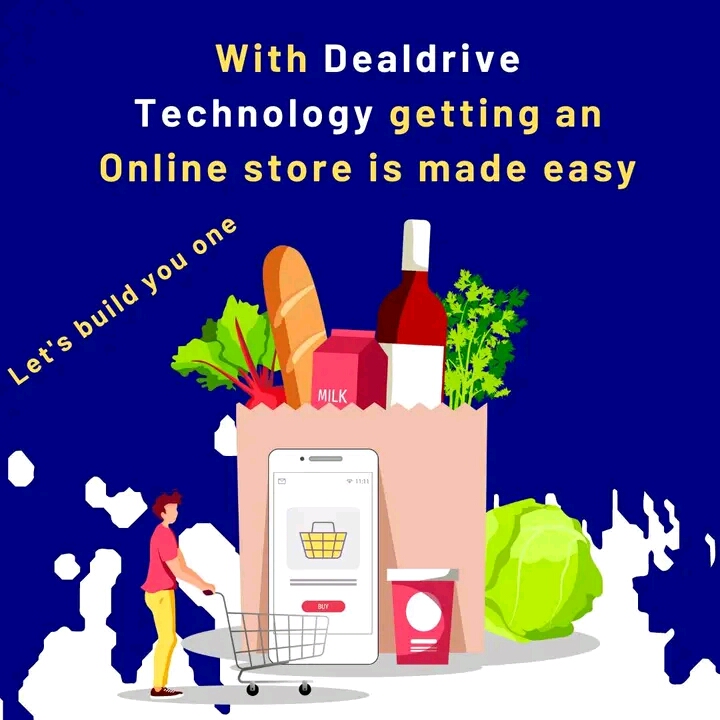 With Dealdrive
Technology getting an
Online store is made easy
Let's build you one
MILK
11:11
BUY